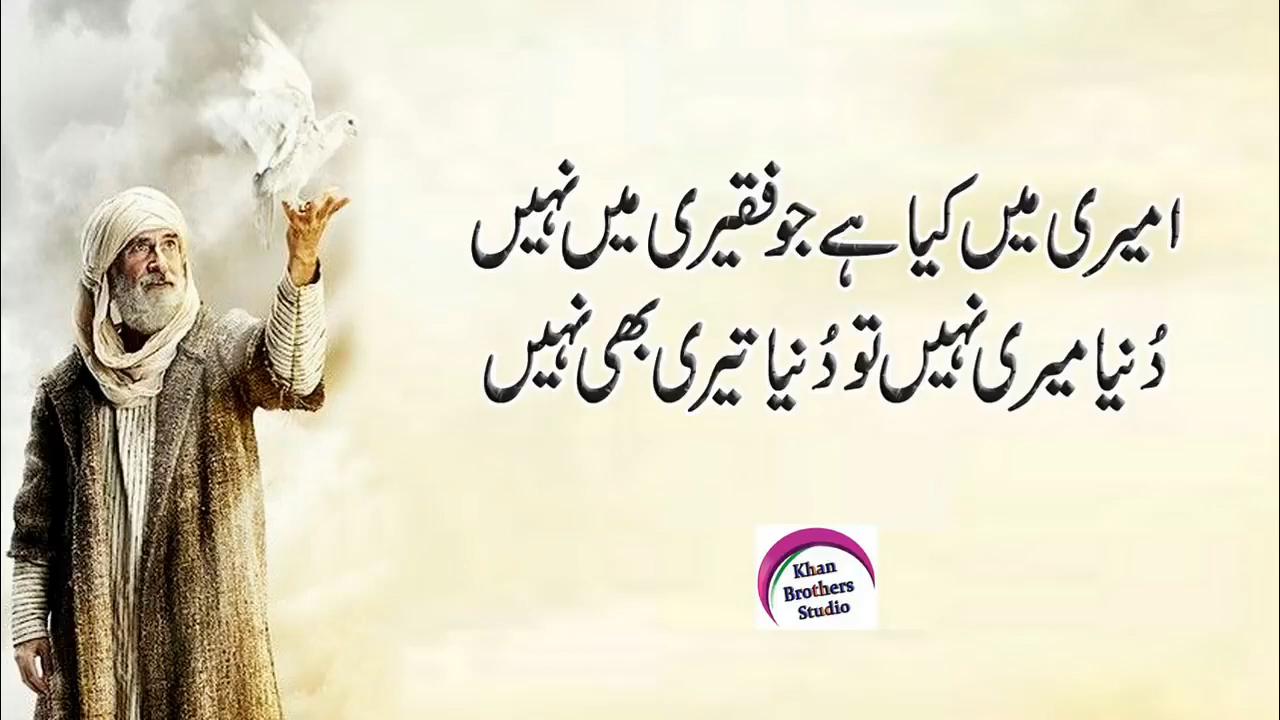 امیری میں کیا ہے جو فقیری میں نہیں
دُنیا میری نہیں تو دُنیا تیری بھی نہیں
Khan
Brothers
Studio